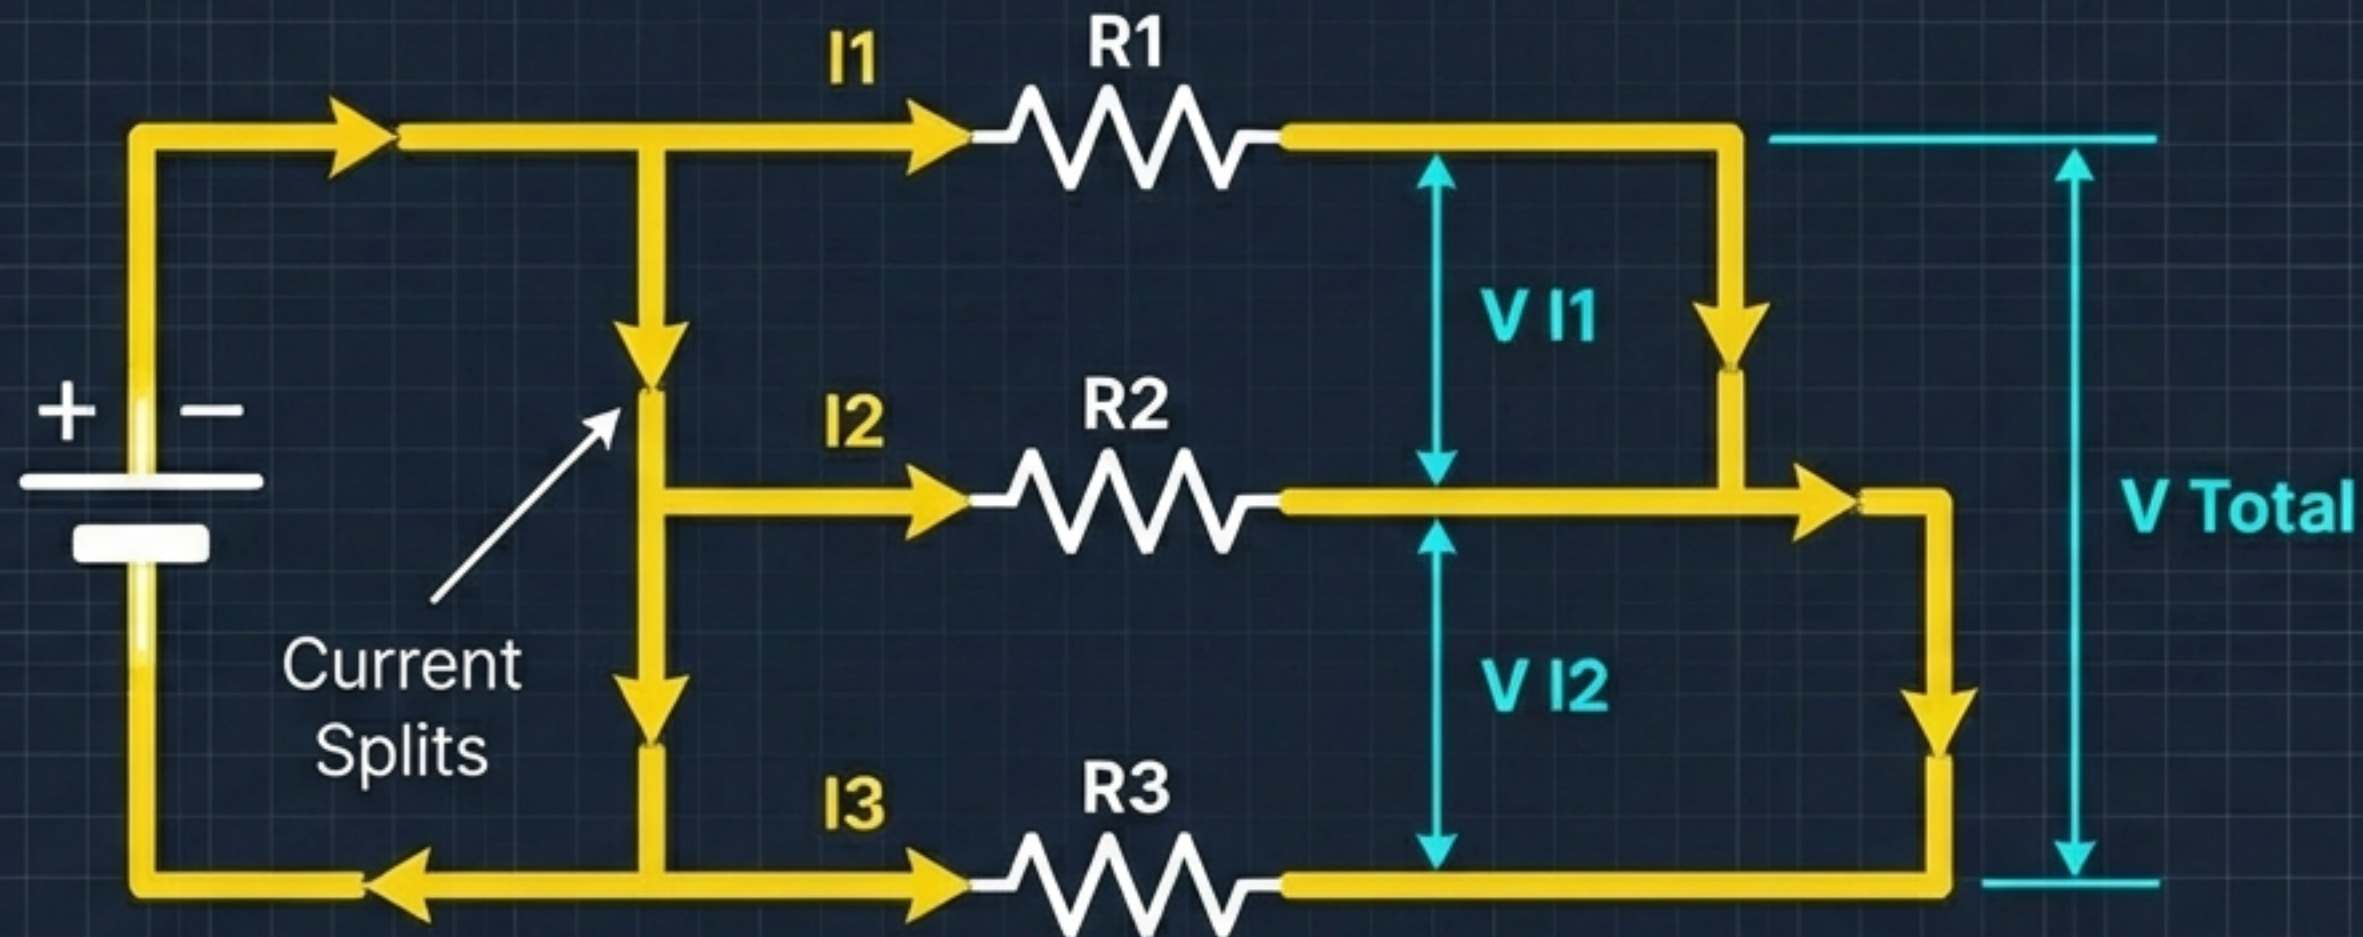 R1
I1
V I1
+ −
I2
R2
V Total
Current
Splits
V I2
I3
R3